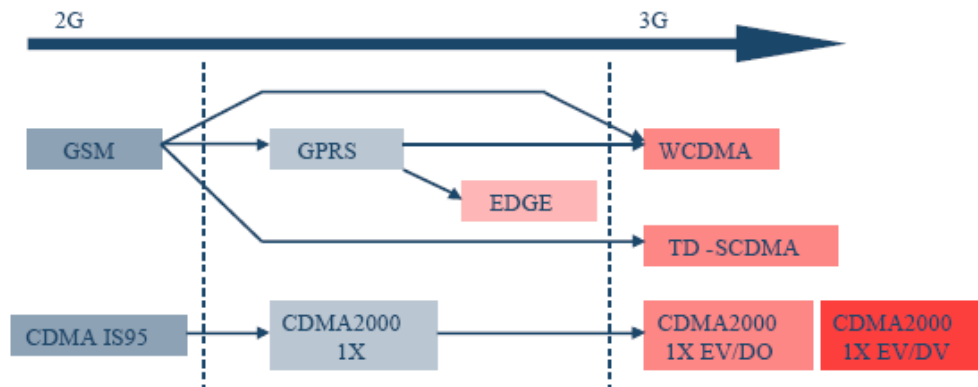 2G
3G
GSM
GPRS
WCDMA
EDGE
TD -SCDMA
CDMA IS95
CDMA2000
1X
CDMA2000
1X EV/DO
CDMA2000
1X EV/DV